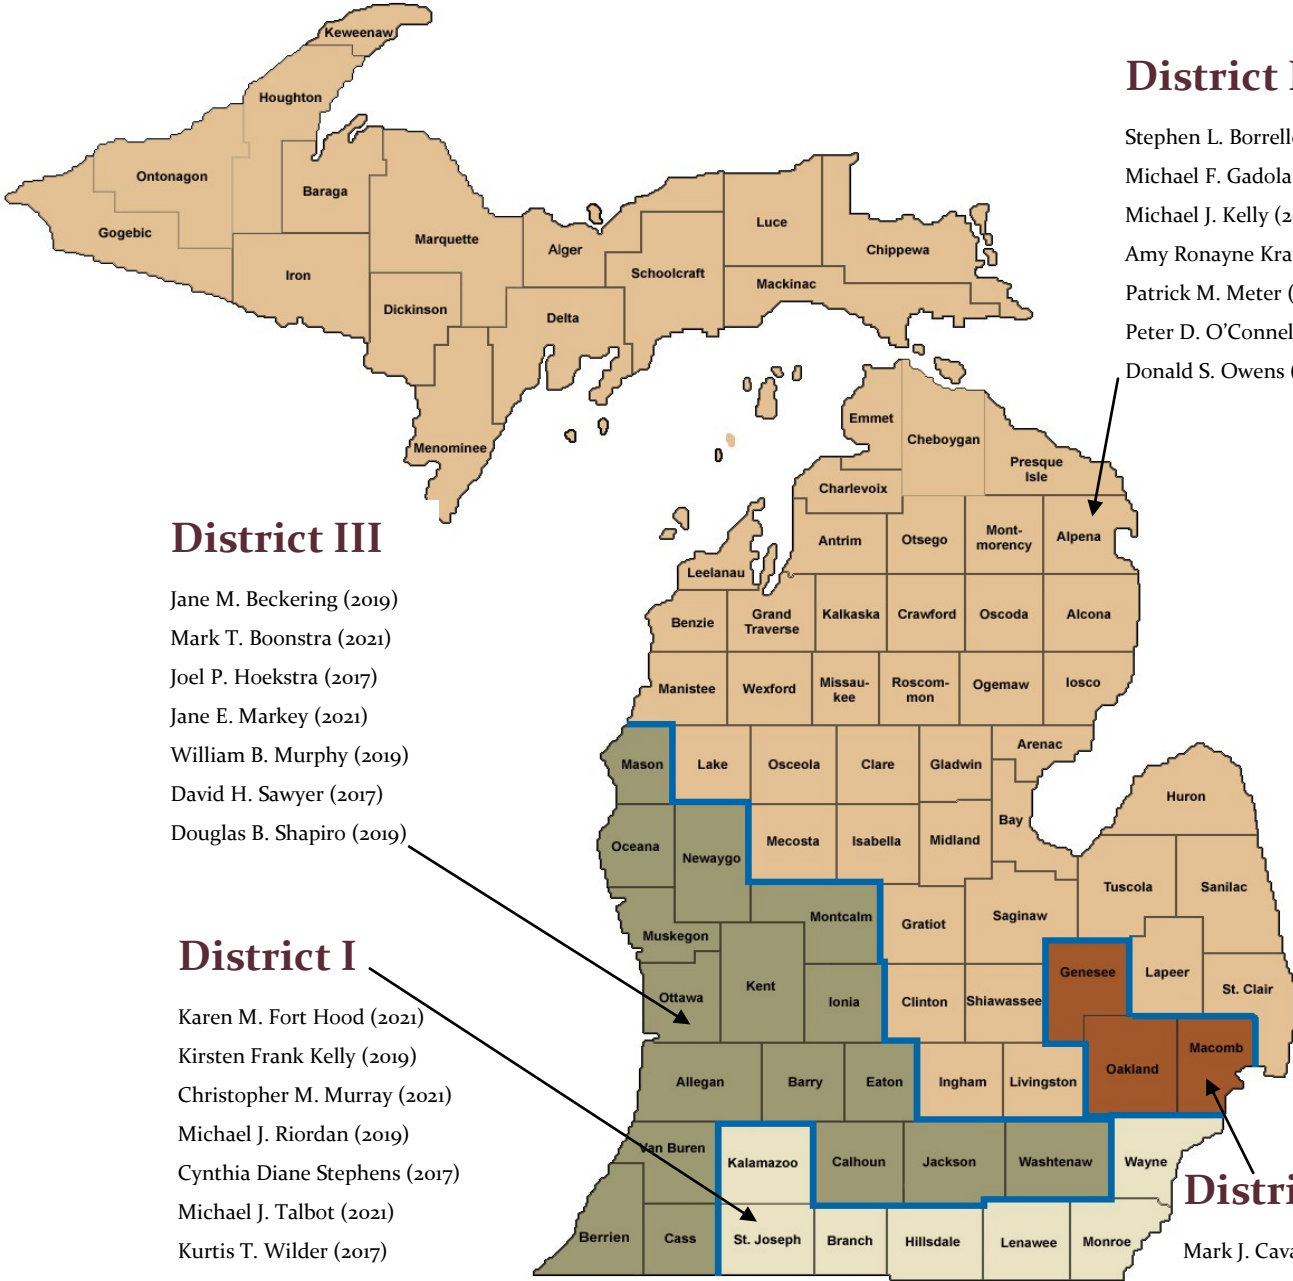 Keweenaw
Houghton
Ontonagon
Baraga
Gogebic
Marquette
Iron
Dickinson
Alger
Luce
Chippewa
Schoolcraft
Mackinac
Delta
Menominee
District
Stephen L.
Michael F. Gadola
Michael J. Kelly
Amy Ronayne
Patrick M. Meter
Peter D.
Donald S. Owens
Emmet
Cheboygan
Presque
Isle
Charlevoix
Antrim
Otsego
Mont-
morency
Alpena
Leelanau
Benzie
Grand
Traverse
Kalkaska
Crawford
Oscoda
Alcona
Manistee
Wexford
Missau-
kee
Roscom-
mon
Ogemaw
Iosco
District III
Jane M. Beckering (2019)
Mark T. Boonstra (2021)
Joel P. Hoekstra (2017)
Jane E. Markey (2021)
William B. Murphy (2019)
David H. Sawyer (2017)
Douglas B. Shapiro (2019)
Mason
Lake
Osceola
Clare
Gladwin
Arenac
Huron
Oceana
Newaygo
Mecosta
Isabella
Midland
Bay
Tuscola
Sanilac
Muskegon
Montcalm
Gratiot
Saginaw
Genesee
Lapeer
St. Clair
Ottawa
Kent
Ionia
Clinton
Shiawassee
Macomb
Oakland
Allegan
Barry
Eaton
Ingham
Livingston
Van Buren
Kalamazoo
Calhoun
Jackson
Washtenaw
Wayne
Berrien
Cass
St. Joseph
Branch
Hillsdale
Lenawee
Monroe
District I
Karen M. Fort Hood (2021)
Kirsten Frank Kelly (2019)
Christopher M. Murray (2021)
Michael J. Riordan (2019)
Cynthia Diane Stephens (2017)
Michael J. Talbot (2021)
Kurtis T. Wilder (2017)
Mark J.